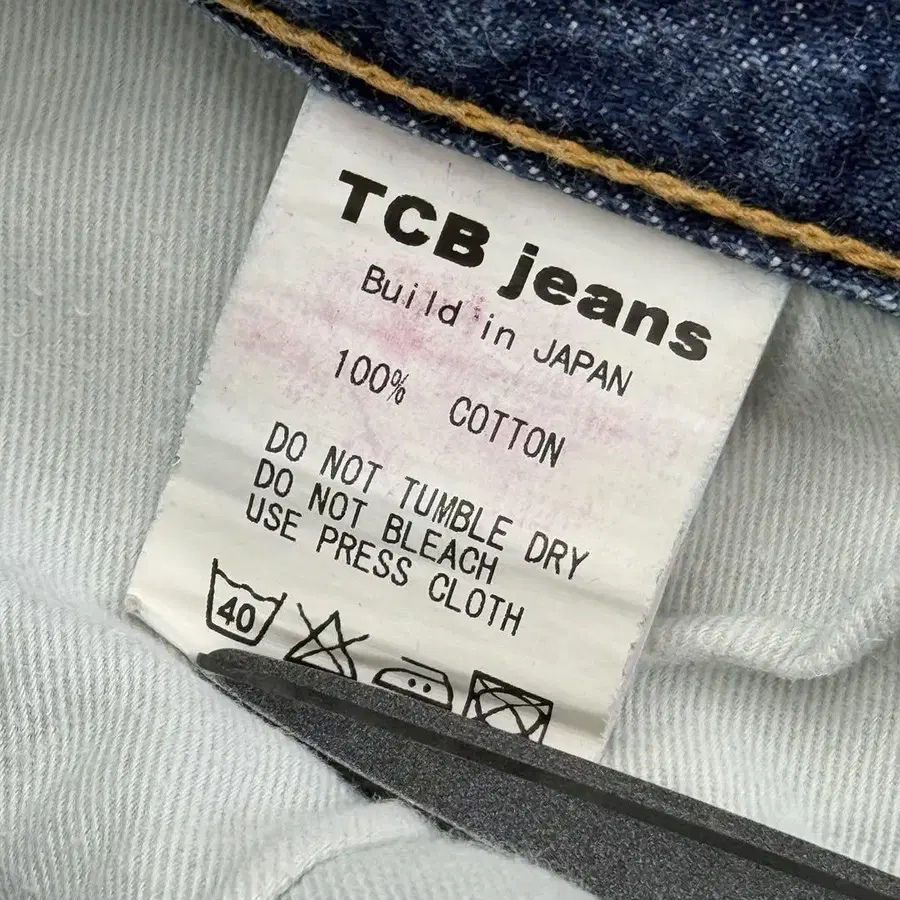 TCB jeans
Build in JAPAN
100% COTTON
DO NOT TUMBLE DRY
DO NOT BLEACH
USE PRESS CLOTH
40